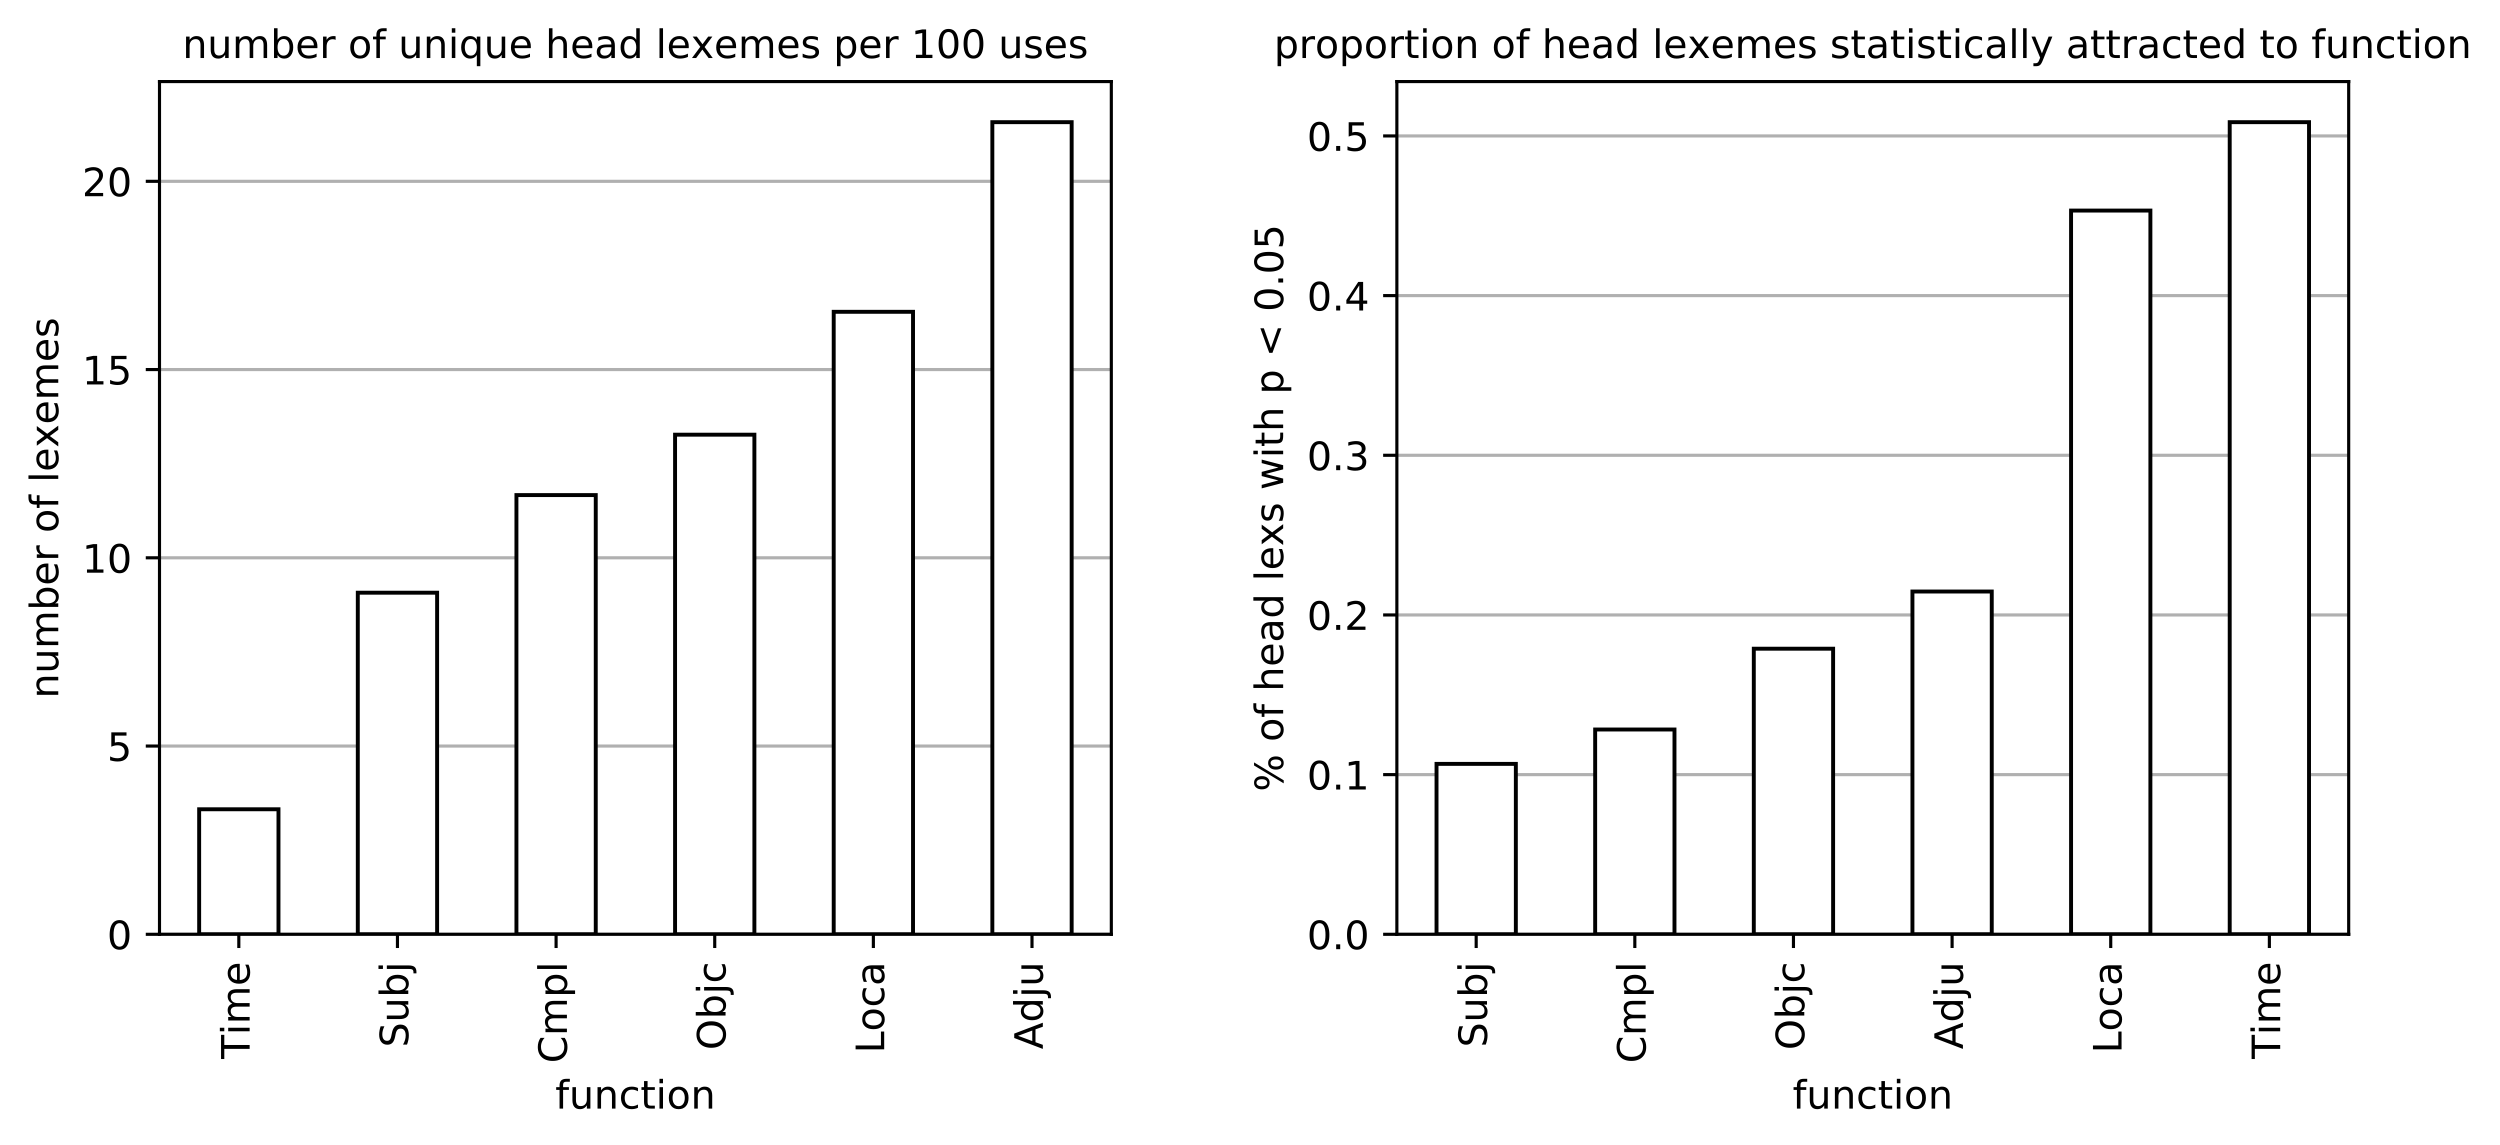 number of unique head lexemes per 100 uses
number of lexemes
20
15
10
5
0
Time
Subj
Cmpl
Objc
Loca
Adju
function
proportion of head lexemes statistically attracted to function
% of head lexs with p < 0.05
0.5
0.4
0.3
0.2
0.1
0.0
Subj
Cmpl
Objc
Adju
Loca
Time
function